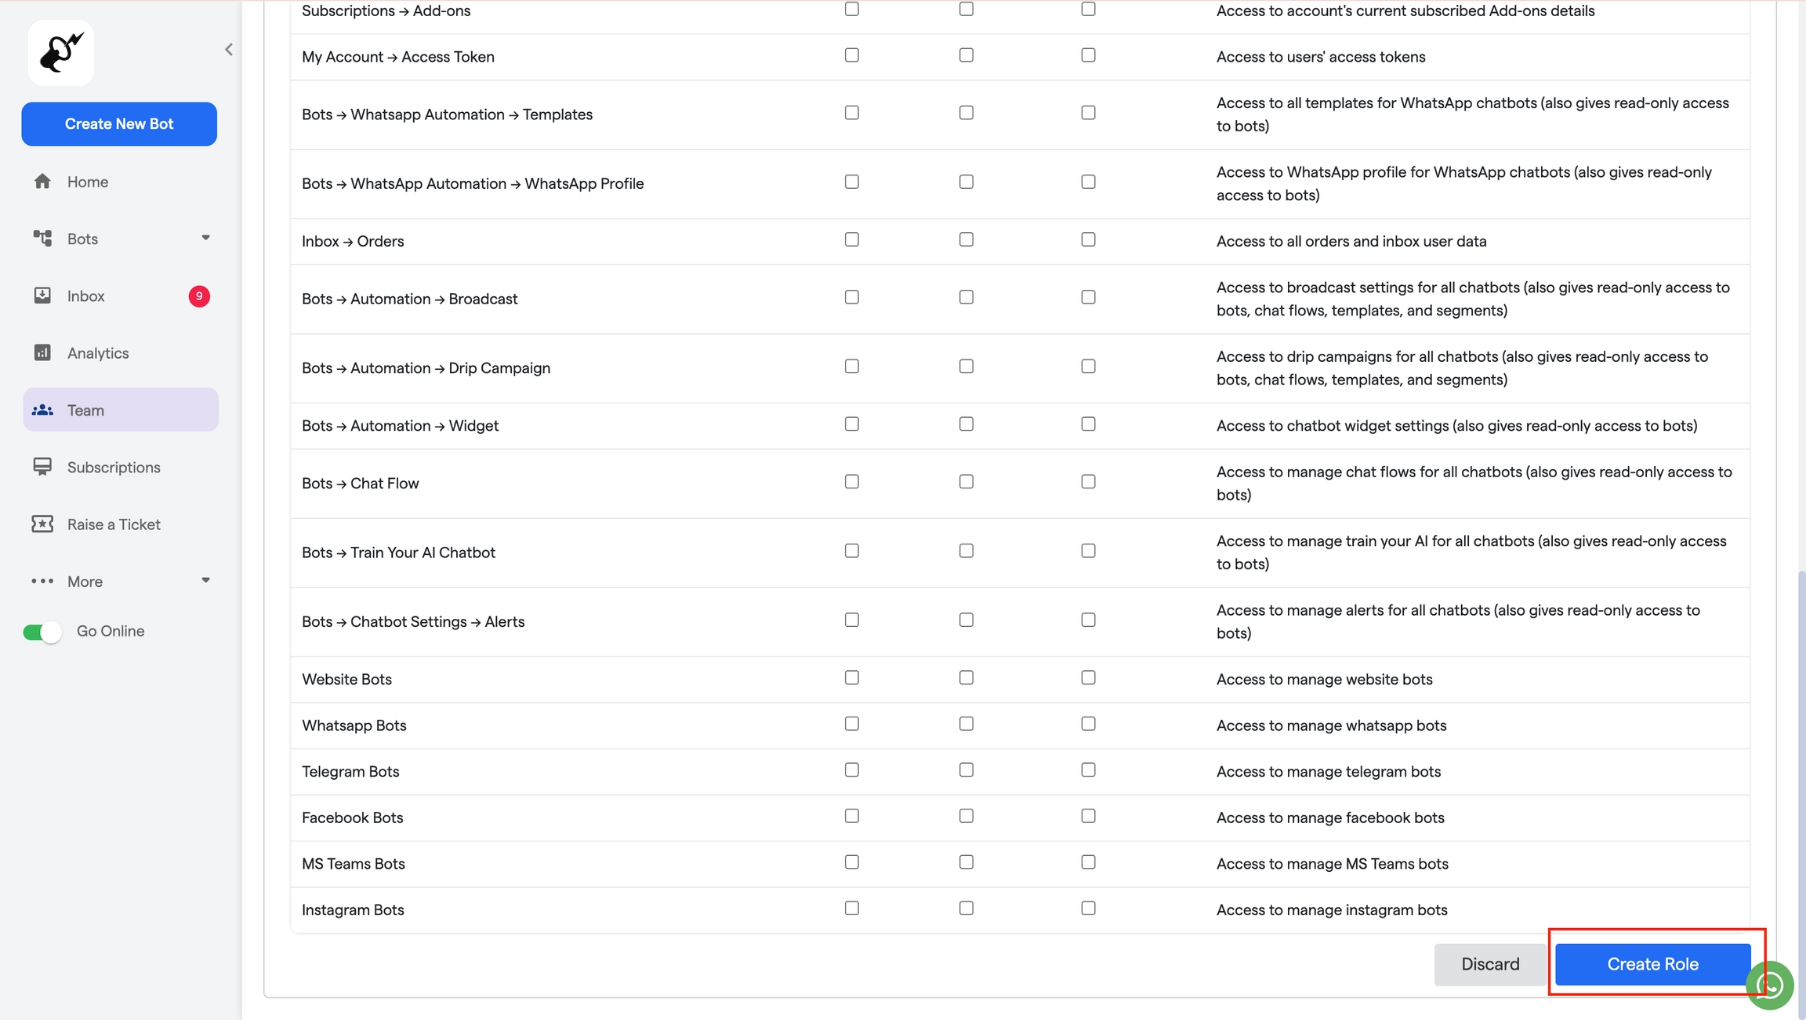 Create New Bot
Home
Bots
Inbox
9
Analytics
Team
Subscriptions
Raise a Ticket
More
Go Online
Subscriptions → Add-ons
Access to account's current subscribed Add-ons details
My Account → Access Token
Access to users' access tokens
Bots → Whatsapp Automation → Templates
Access to all templates for WhatsApp chatbots (also gives read-only access
to bots)
Bots → WhatsApp Automation → WhatsApp Profile
Access to WhatsApp profile for WhatsApp chatbots (also gives read-only
access to bots)
Inbox → Orders
Access to all orders and inbox user data
Bots → Automation → Broadcast
Access to broadcast settings for all chatbots (also gives read-only access to
bots, chat flows, templates, and segments)
Bots → Automation → Drip Campaign
Access to drip campaigns for all chatbots (also gives read-only access to
bots, chat flows, templates, and segments)
Bots → Automation → Widget
Access to chatbot widget settings (also gives read-only access to bots)
Bots → Chat Flow
Access to manage chat flows for all chatbots (also gives read-only access to
bots)
Bots → Train Your AI Chatbot
Access to manage train your AI for all chatbots (also gives read-only access
to bots)
Bots → Chatbot Settings → Alerts
Access to manage alerts for all chatbots (also gives read-only access to
bots)
Website Bots
Access to manage website bots
Whatsapp Bots
Access to manage whatsapp bots
Telegram Bots
Access to manage telegram bots
Facebook Bots
Access to manage facebook bots
MS Teams Bots
Access to manage MS Teams bots
Instagram Bots
Access to manage instagram bots
Discard
Create Role